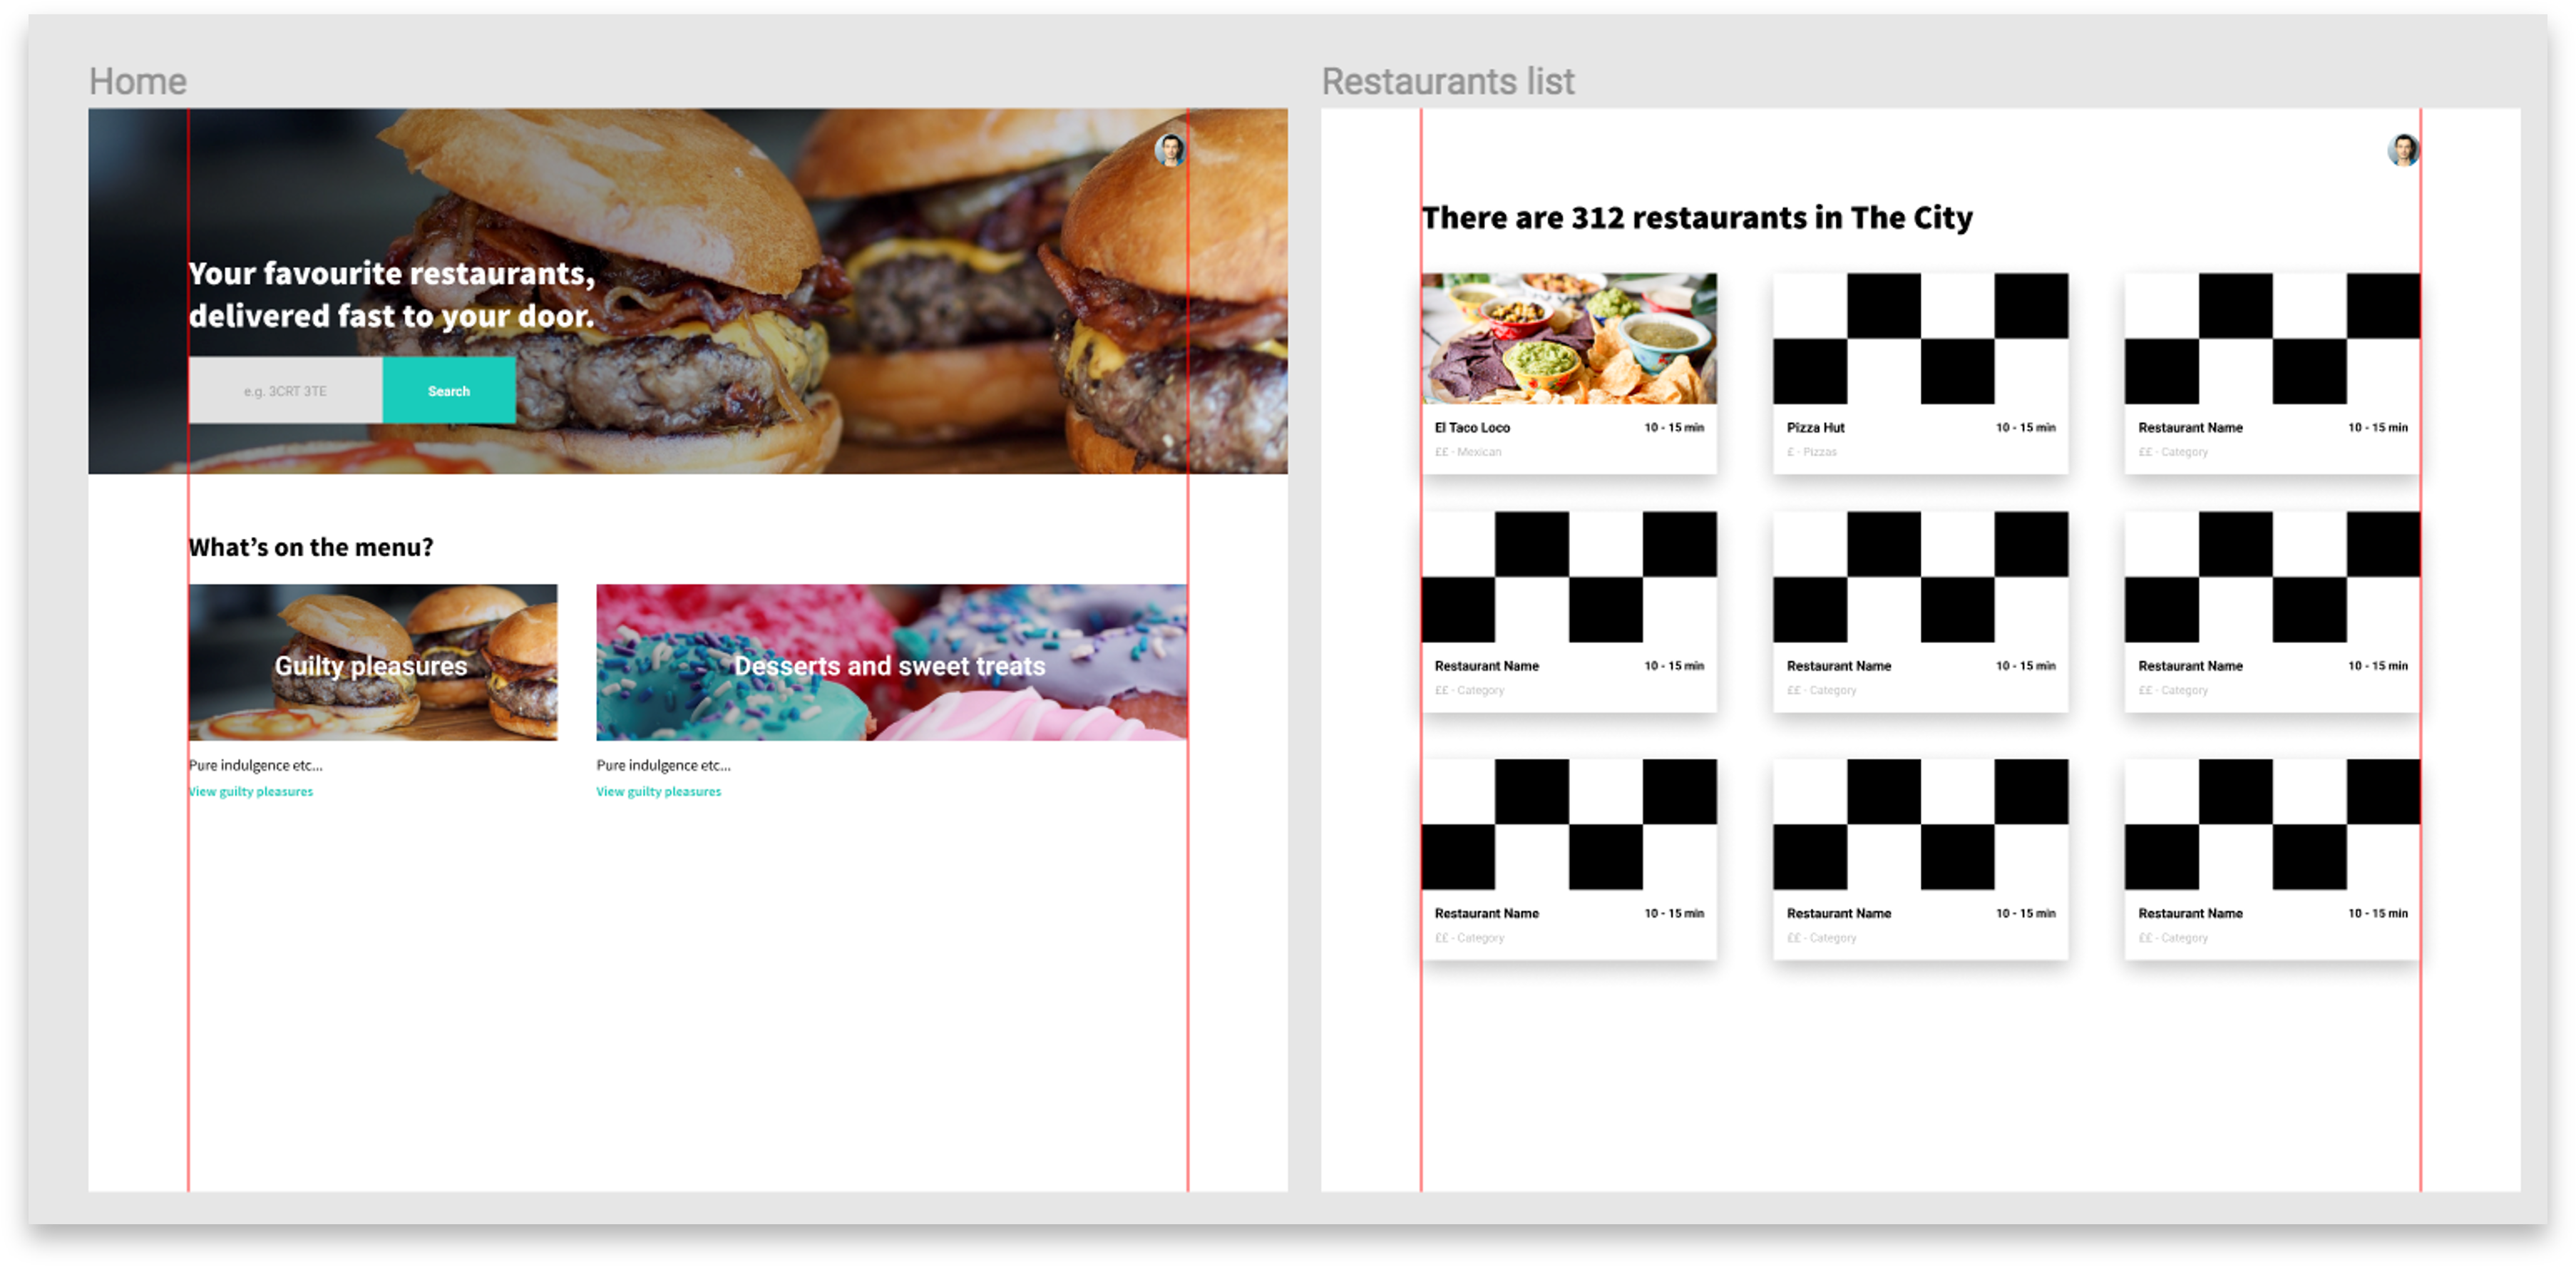 Home
Your favourite restaurants,
delivered fast to your door.
e.g. 3CRT 3TE
Search
What's on the menu?
Guilty pleasures
Desserts and sweet treats
Pure indulgence etc...
View guilty pleasures
Pure indulgence etc...
View guilty pleasures
Restaurants list
There are 312 restaurants in The City
El Taco Loco 10 - 15 min
££ - Mexican
Pizza Hut 10 - 15 min
£ - Pizzas
Restaurant Name 10 - 15 min
££ - Category
Restaurant Name 10 - 15 min
££ - Category
Restaurant Name 10 - 15 min
££ - Category
Restaurant Name 10 - 15 min
££ - Category
Restaurant Name 10 - 15 min
££ - Category
Restaurant Name 10 - 15 min
££ - Category
Restaurant Name 10 - 15 min
££ - Category